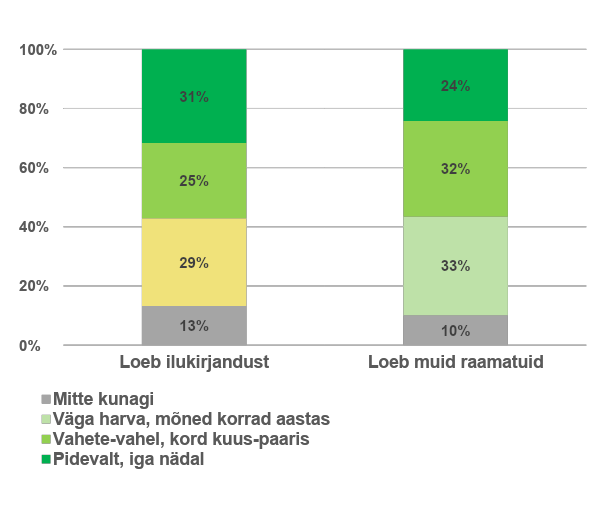 100%
80%
60%
40%
20%
0%
31%
25%
29%
13%
24%
32%
33%
10%
Loeb ilukirjandust
Loeb muid raamatuid
Mitte kunagi
Väga harva, mõned korrad aastas
Vahete-vahel, kord kuus-paaris
Pidevalt, iga nädal